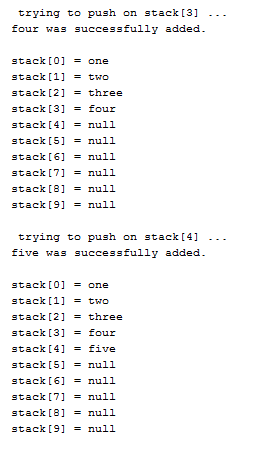 trying to push on stack[3] ...
four was successfully added.
stack[0] = one
stack[1] = two
stack[2] = three
stack[3] = four
stack[4] = null
stack[5] = null
stack[6] = null
stack[7] = null
stack[8] = null
stack[9] = null
trying to push on stack[4] ...
five was successfully added.
stack[0] = one
stack[1] = two
stack[2] = three
stack[3] = four
stack[4] = five
stack[5] = null
stack[6] = null
stack[7] = null
stack[8] = null
stack[9] = null